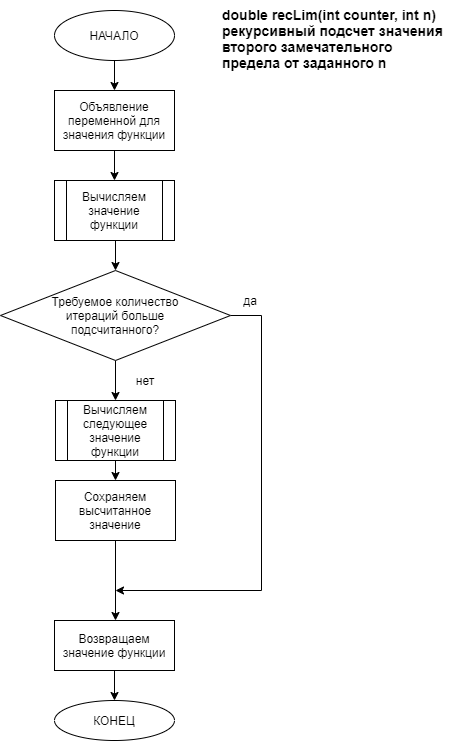 double recLim(int counter, int n)
рекурсивный подсчет значения
второго замечательного
предела от заданного n
НАЧАЛО
Объявление
переменной для
значения функции
Вычисляем
значение
функции
Требуемое количество
итераций больше
подсчитанного?
да
нет
Вычисляем
следующее
значение
функции
Сохраняем
высчитанное
значение
Возвращаем
значение функции
КОНЕЦ